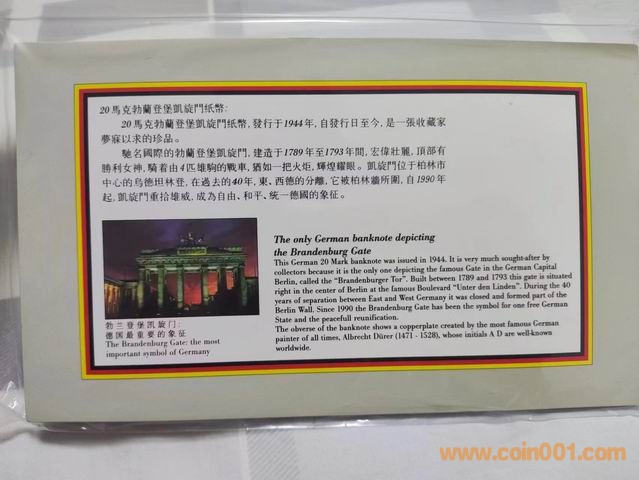 20馬克勃蘭登堡凱旋門紙幣:
20馬克勃蘭登堡凱旋門紙幣,發行于1944年,自發行日至今,是一張收藏家
夢寐以求的珍品。
馳名國際的勃蘭登堡凱旋門,建造于1789年至1793年間,宏偉壯麗,頂部有
勝利女神,騎着由4匹雄駒的戰車,猶如一把火炬,輝煌耀眼。凱旋門位于柏林市
中心的烏德坦林登,在過去的40年,東、西德的分離,它被柏林牆所圍,自1990年
起,凱旋門重拾雄威,成為自由、和平、統一德國的象征。
The only German banknote depicting
the Brandenburg Gate
This German 20 Mark banknote was issued in 1944. It is very much sought-after by
collectors because it is the only one depicting the famous Gate in the German Capital
Berlin, called the "Brandenburger Tor". Built between 1789 and 1793 this gate is situated
right in the center of Berlin at the famous Boulevard "Unter den Linden". During the 40
years of separation between East and West Germany it was closed and formed part of the
Berlin Wall. Since 1990 the Brandenburg Gate has been the symbol for one free German
State and the peacefull reunification.
The obverse of the banknote shows a copperplate created by the most famous German
painter of all times, Albrecht Dürer (1471 - 1528), whose initials A D are well-known
worldwide.
勃兰登堡凯旋门:
德国最重要的象征
The Brandenburg Gate: the most
important symbol of Germany
www.coin001.com